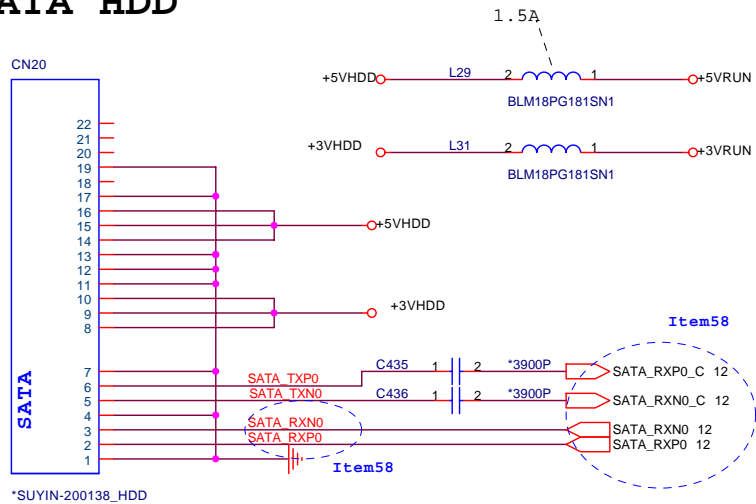 SATA HDD
1.5A
CN20
+5VHDD L29 2 1 +5VRUN
BLM18PG181SN1
+3VHDD L31 2 1 +3VRUN
BLM18PG181SN1
22
21
20
19
18
17
16
15 +5VHDD
14
13
12
11
10
9 +3VHDD
8
Item58
7 C435 1 2 *3900P SATA_RXP0_C 12
6 SATA_TXP0
5 SATA_TXN0 C436 1 2 *3900P SATA_RXN0_C 12
4
3 SATA_RXN0 SATA_RXN0 12
2 SATA_RXP0 SATA_RXP0 12
1
Item58
SATA
*SUYIN-200138_HDD